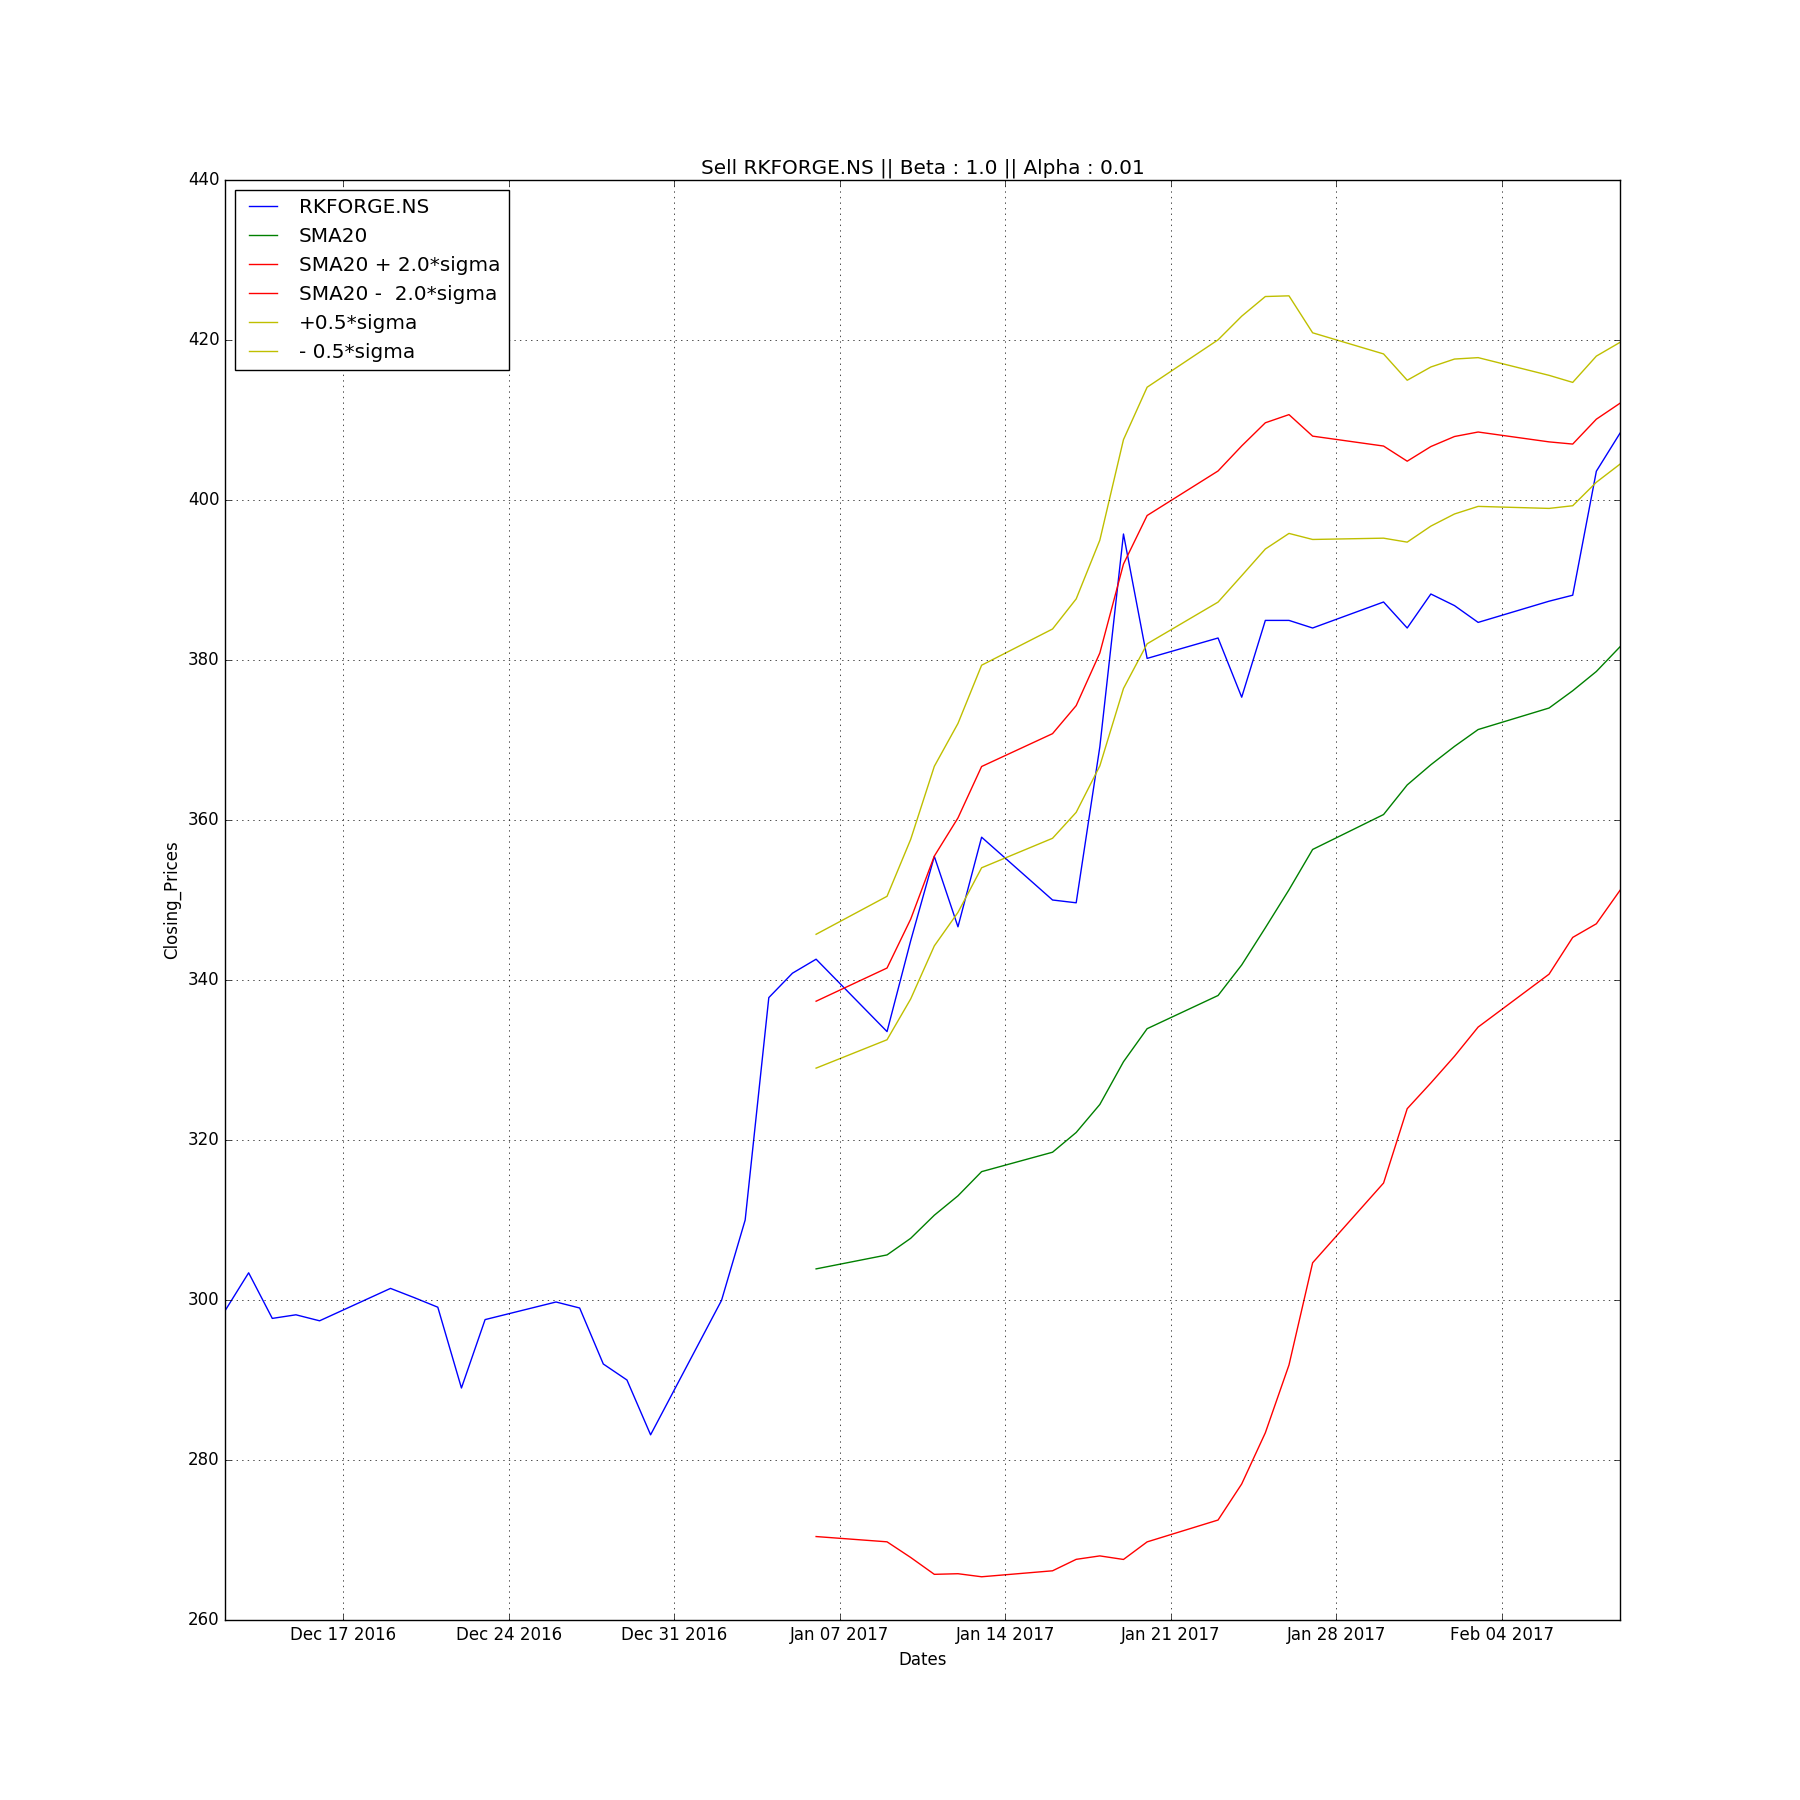 Sell RKFORGE.NS || Beta : 1.0 || Alpha : 0.01
RKFORGE.NS
SMA20
SMA20 + 2.0*sigma
SMA20 -  2.0*sigma
+0.5*sigma
- 0.5*sigma
440
420
400
380
360
340
320
300
280
260
Closing_Prices
Dec 17 2016
Dec 24 2016
Dec 31 2016
Jan 07 2017
Jan 14 2017
Jan 21 2017
Jan 28 2017
Feb 04 2017
Dates